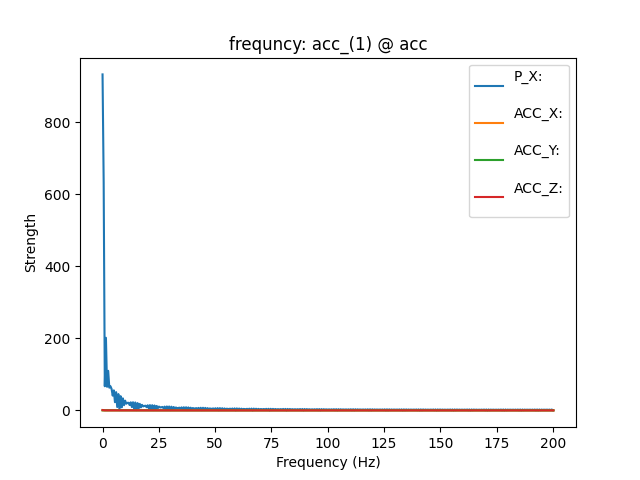 frequncy: acc_(1) @ acc
P_X:
ACC_X:
ACC_Y:
ACC_Z:
Strength
800
600
400
200
0
0 25 50 75 100 125 150 175 200
Frequency (Hz)